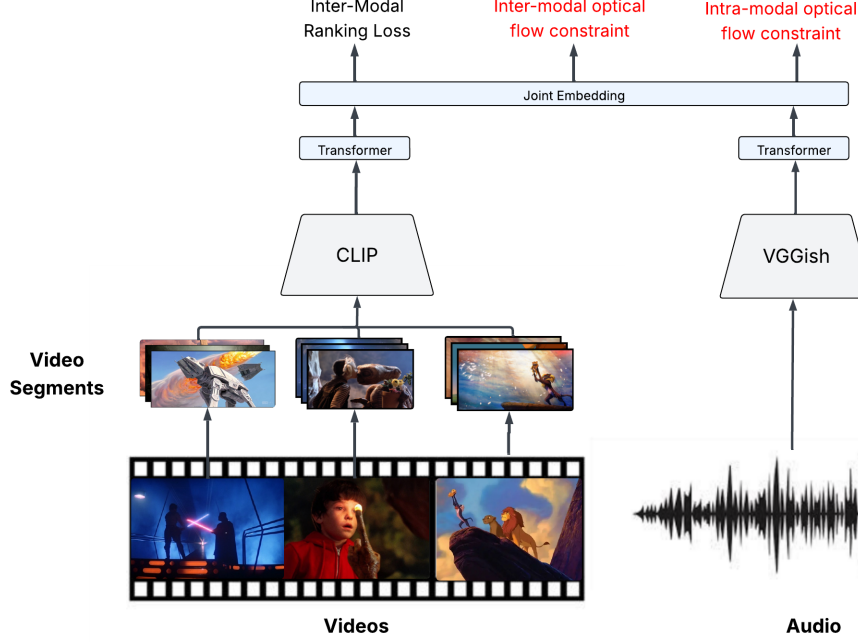 Inter-Modal
Ranking Loss
Inter-modal optical
flow constraint
Intra-modal optical
flow constraint
Joint Embedding
Transformer
Transformer
CLIP
VGGish
Video
Segments
Videos
Audio